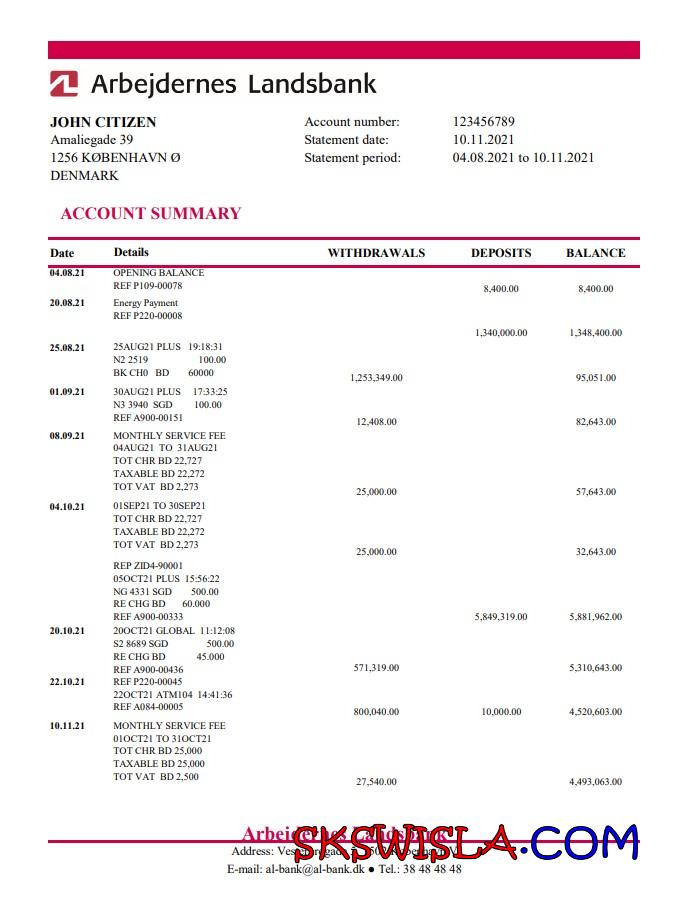 Arbejdernes Landsbank
JOHN CITIZEN
Amaliegade 39
1256 KØBENHAVN Ø
DENMARK
Account number: 123456789
Statement date: 10.11.2021
Statement period: 04.08.2021 to 10.11.2021
ACCOUNT SUMMARY
Date Details WITHDRAWALS DEPOSITS BALANCE
04.08.21 OPENING BALANCE
REF P109-00078
8,400.00 8,400.00
20.08.21 Energy Payment
REF P220-00008
1,340,000.00 1,348,400.00
25.08.21 25AUG21 PLUS 19:18:31
N2 2519 100.00
BK CH0 BD 60000
1,253,349.00 95,051.00
01.09.21 30AUG21 PLUS 17:33:25
N3 3940 SGD 100.00
REF A900-00151
12,408.00 82,643.00
08.09.21 MONTHLY SERVICE FEE
04AUG21 TO 31AUG21
TOT CHR BD 22,727
TAXABLE BD 22,272
TOT VAT BD 2,273
25,000.00 57,643.00
04.10.21 01SEP21 TO 30SEP21
TOT CHR BD 22,727
TAXABLE BD 22,272
TOT VAT BD 2,273
25,000.00 32,643.00
REP ZID4-90001
05OCT21 PLUS 15:56:22
NG 4331 SGD 500.00
RE CHG BD 60.000
REF A900-00333
5,849,319.00 5,881,962.00
20.10.21 20OCT21 GLOBAL 11:12:08
S2 8689 SGD 500.00
RE CHG BD 45.000
REF A900-00436
571,319.00 5,310,643.00
22.10.21 REF P220-00045
22OCT21 ATM104 14:41:36
REF A084-00005
800,040.00 10,000.00 4,520,603.00
10.11.21 MONTHLY SERVICE FEE
01OCT21 TO 31OCT21
TOT CHR BD 25,000
TAXABLE BD 25,000
TOT VAT BD 2,500
27,540.00 4,493,063.00
Arbejdernes Landsbank
SKSWISLA.COM
Address:
E-mail: al-bank@al-bank.dk ● Tel.: 38 48 48 48